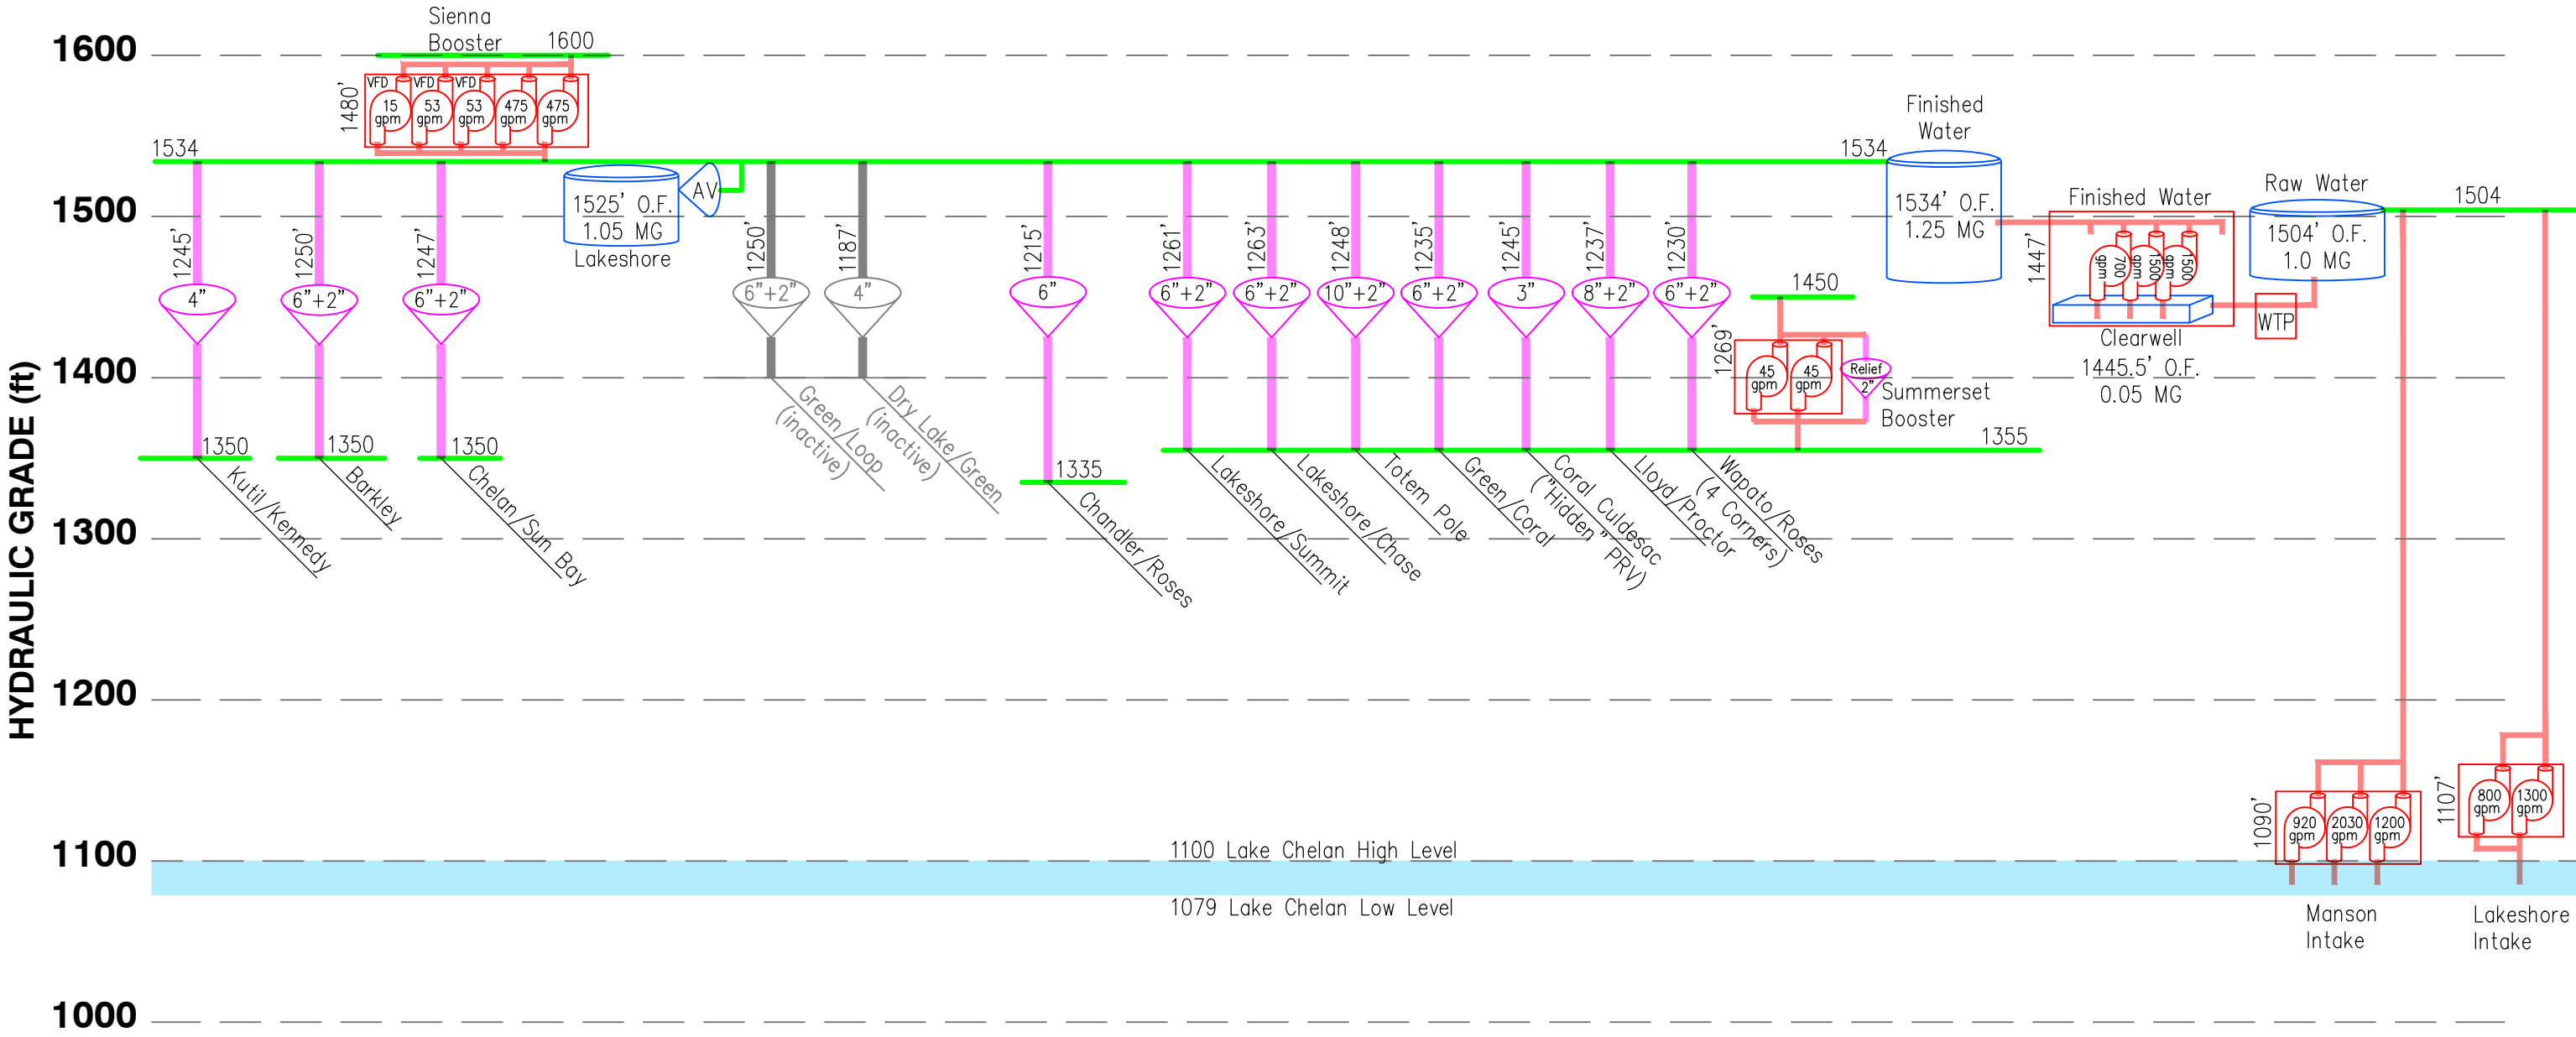 HYDRAULIC GRADE (ft)
1600
1500
1400
1300
1200
1100
1000
Sienna
Booster
1600
1480'
VFD
VFD
VFD
15
gpm
53
gpm
53
gpm
475
gpm
475
gpm
1534
1245'
4"
1350
Kutil/Kennedy
1250'
6"+2"
1350
Barkley
1247'
6"+2"
1350
Chelan/Sun Bay
1525' O.F.
1.05 MG
Lakeshore
AV
1250'
6"+2"
Green/Loop
(inactive)
1187'
4"
Dry Lake/Green
(inactive)
1215'
6"
1335
Chandler/Roses
1261'
6"+2"
Lakeshore/Summit
1263'
6"+2"
Lakeshore/Chase
1248'
10"+2"
Totem Pole
1235'
6"+2"
Green/Coral
1245'
3"
Coral Culdesac
("Hidden" PRV)
1237'
8"+2"
Lloyd/Proctor
1230'
6"+2"
Wapato/Roses
(4 Corners)
1355
1450
1269'
45
gpm
45
gpm
Relief
2"
Summerset
Booster
1534
Finished
Water
1534' O.F.
1.25 MG
Finished Water
1447'
700
gpm
1500
gpm
1500
gpm
Clearwell
1445.5' O.F.
0.05 MG
WTP
Raw Water
1504' O.F.
1.0 MG
1504
1090'
920
gpm
2030
gpm
1200
gpm
Manson
Intake
1107'
800
gpm
1300
gpm
Lakeshore
Intake
1100 Lake Chelan High Level
1079 Lake Chelan Low Level